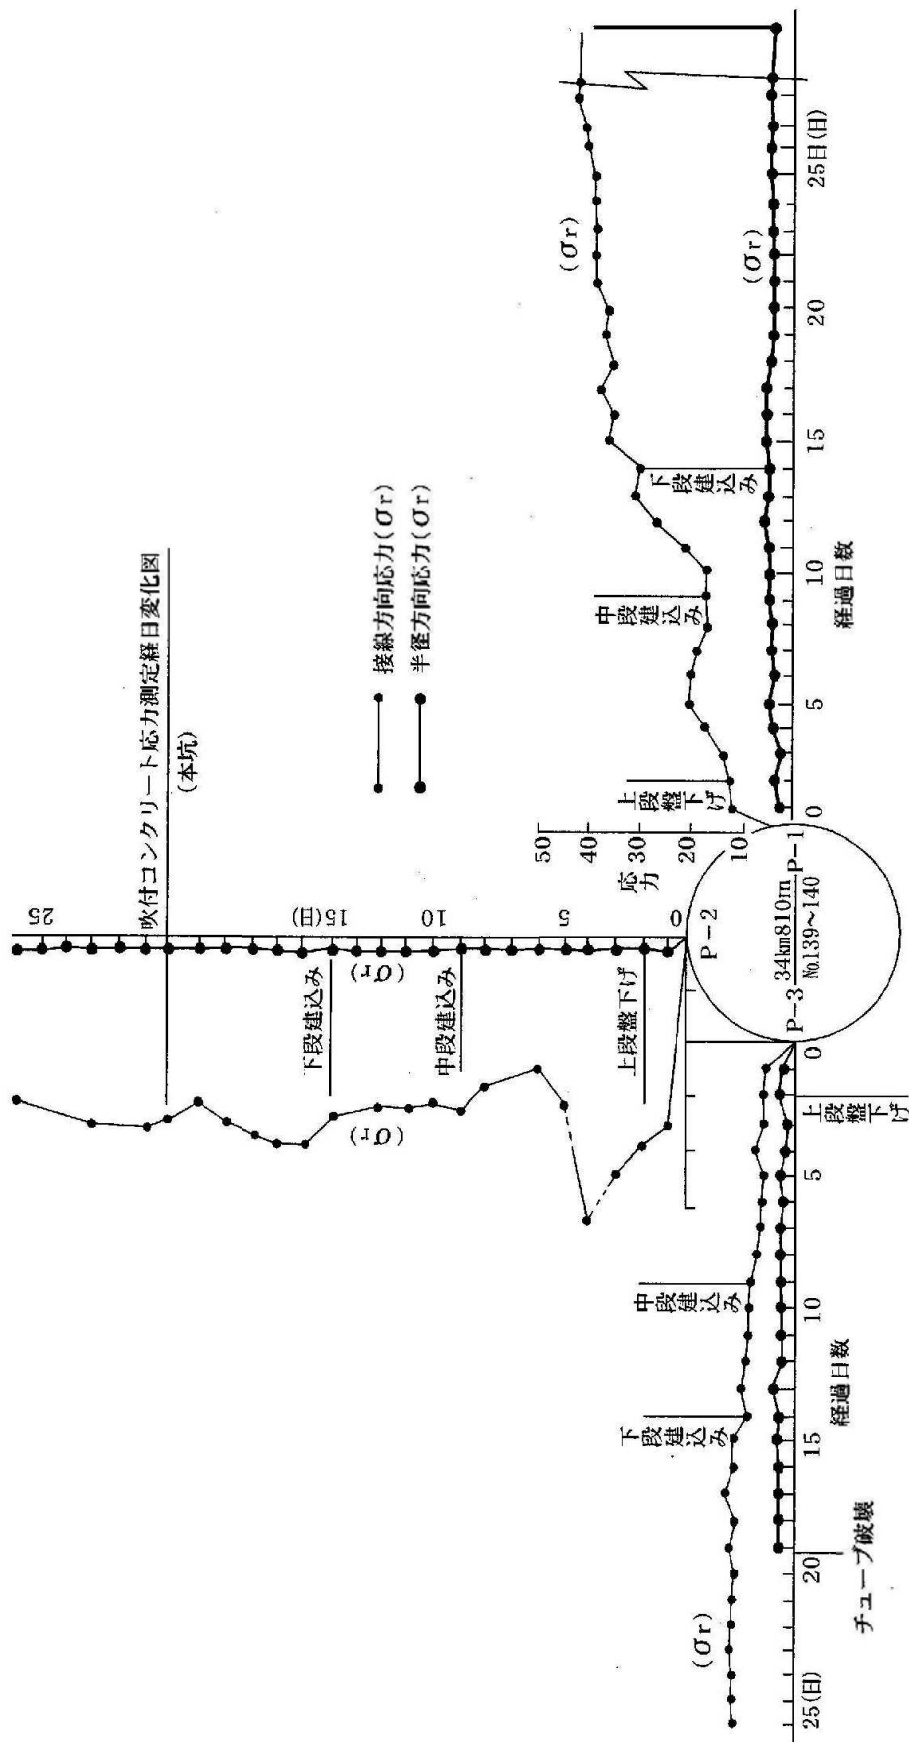 吹付コンクリート応力測定経日変化図
(本坑)
接線方向応力(σr)
半径方向応力(σr)
25
15(日)
10
5
0
(σr)
(σr)
下段建込み
中段建込み
上段盤下げ
P-2
P-3
P-1
34km810m
No.139~140
50
40
30
20
10
応力
(σr)
(σr)
上段盤下げ
中段建込み
下段建込み
0
5
10
15
20
25日(日)
経過日数
(σr)
上段盤下げ
中段建込み
下段建込み
0
5
10
15
20
25(日)
経過日数
チューブ破壊